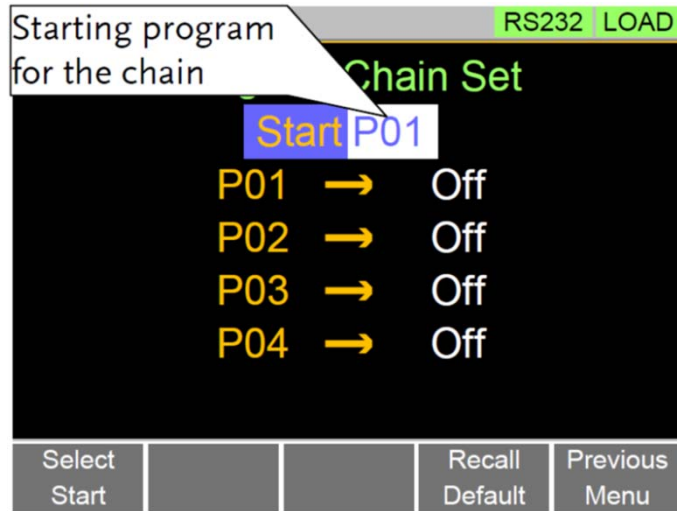 Starting program
for the chain
RS232 LOAD
Chain Set
Start P01
P01 → Off
P02 → Off
P03 → Off
P04 → Off
Select Start
Recall Default
Previous Menu